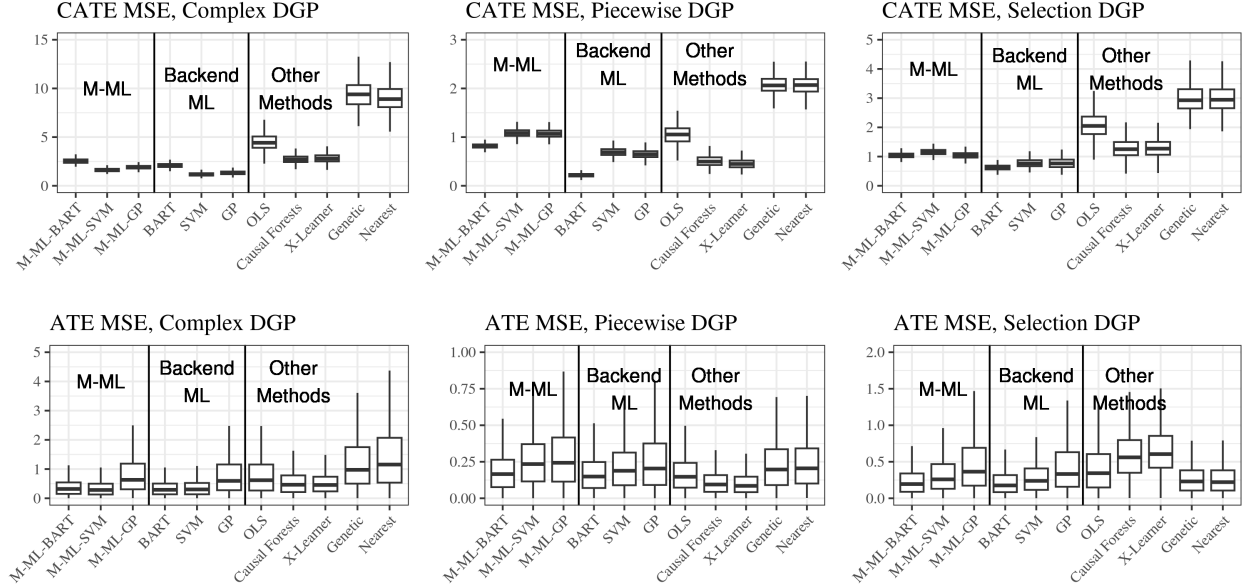 CATE MSE, Complex DGP
15
10
5
0
M-ML
Backend
ML
Other
Methods
M-ML-BART
M-ML-SVM
M-ML-GP
BART
SVM
GP
OLS
Causal Forests
X-Learner
Genetic
Nearest
CATE MSE, Piecewise DGP
3
2
1
0
M-ML
Backend
ML
Other
Methods
M-ML-BART
M-ML-SVM
M-ML-GP
BART
SVM
GP
OLS
Causal Forests
X-Learner
Genetic
Nearest
CATE MSE, Selection DGP
5
4
3
2
1
0
M-ML
Backend
ML
Other
Methods
M-ML-BART
M-ML-SVM
M-ML-GP
BART
SVM
GP
OLS
Causal Forests
X-Learner
Genetic
Nearest
ATE MSE, Complex DGP
5
4
3
2
1
0
M-ML
Backend
ML
Other
Methods
M-ML-BART
M-ML-SVM
M-ML-GP
BART
SVM
GP
OLS
Causal Forests
X-Learner
Genetic
Nearest
ATE MSE, Piecewise DGP
1.00
0.75
0.50
0.25
0.00
M-ML
Backend
ML
Other
Methods
M-ML-BART
M-ML-SVM
M-ML-GP
BART
SVM
GP
OLS
Causal Forests
X-Learner
Genetic
Nearest
ATE MSE, Selection DGP
2.0
1.5
1.0
0.5
0.0
M-ML
Backend
ML
Other
Methods
M-ML-BART
M-ML-SVM
M-ML-GP
BART
SVM
GP
OLS
Causal Forests
X-Learner
Genetic
Nearest